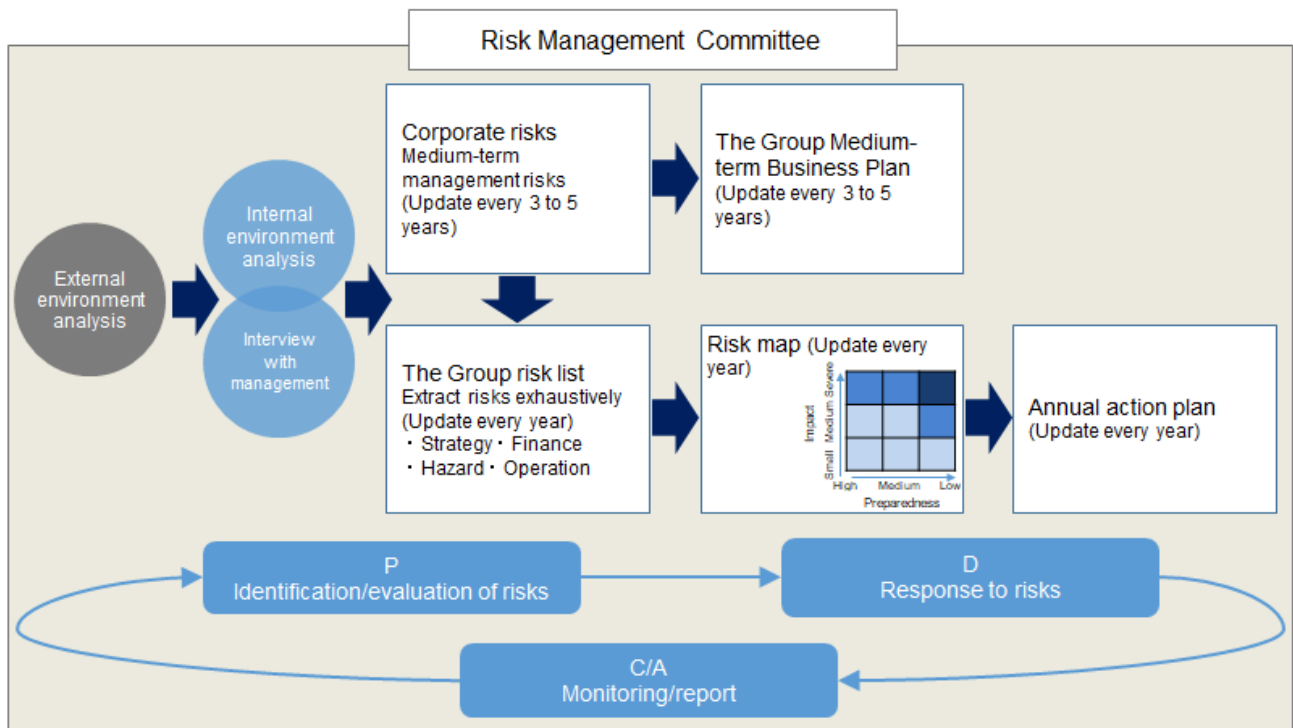 Risk Management Committee
External
environment
analysis
Internal
environment
analysis
Interview
with
management
Corporate risks
Medium-term
management risks
(Update every 3 to 5
years)
The Group Medium-
term Business Plan
(Update every 3 to 5
years)
The Group risk list
Extract risks exhaustively
(Update every year)
・ Strategy・ Finance
・ Hazard・ Operation
Risk map (Update every
year)
Impact
Small Medium Severe
High Medium Low
Preparedness
Annual action plan
(Update every year)
P
Identification/evaluation of risks
D
Response to risks
C/A
Monitoring/report